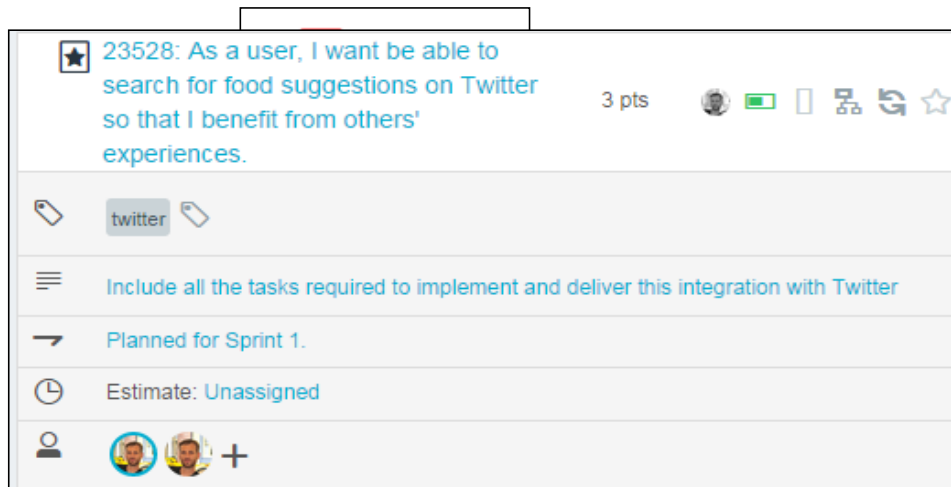 23528: As a user, I want be able to
search for food suggestions on Twitter
so that I benefit from others'
experiences.
3 pts
twitter
Include all the tasks required to implement and deliver this integration with Twitter
Planned for Sprint 1.
Estimate: Unassigned